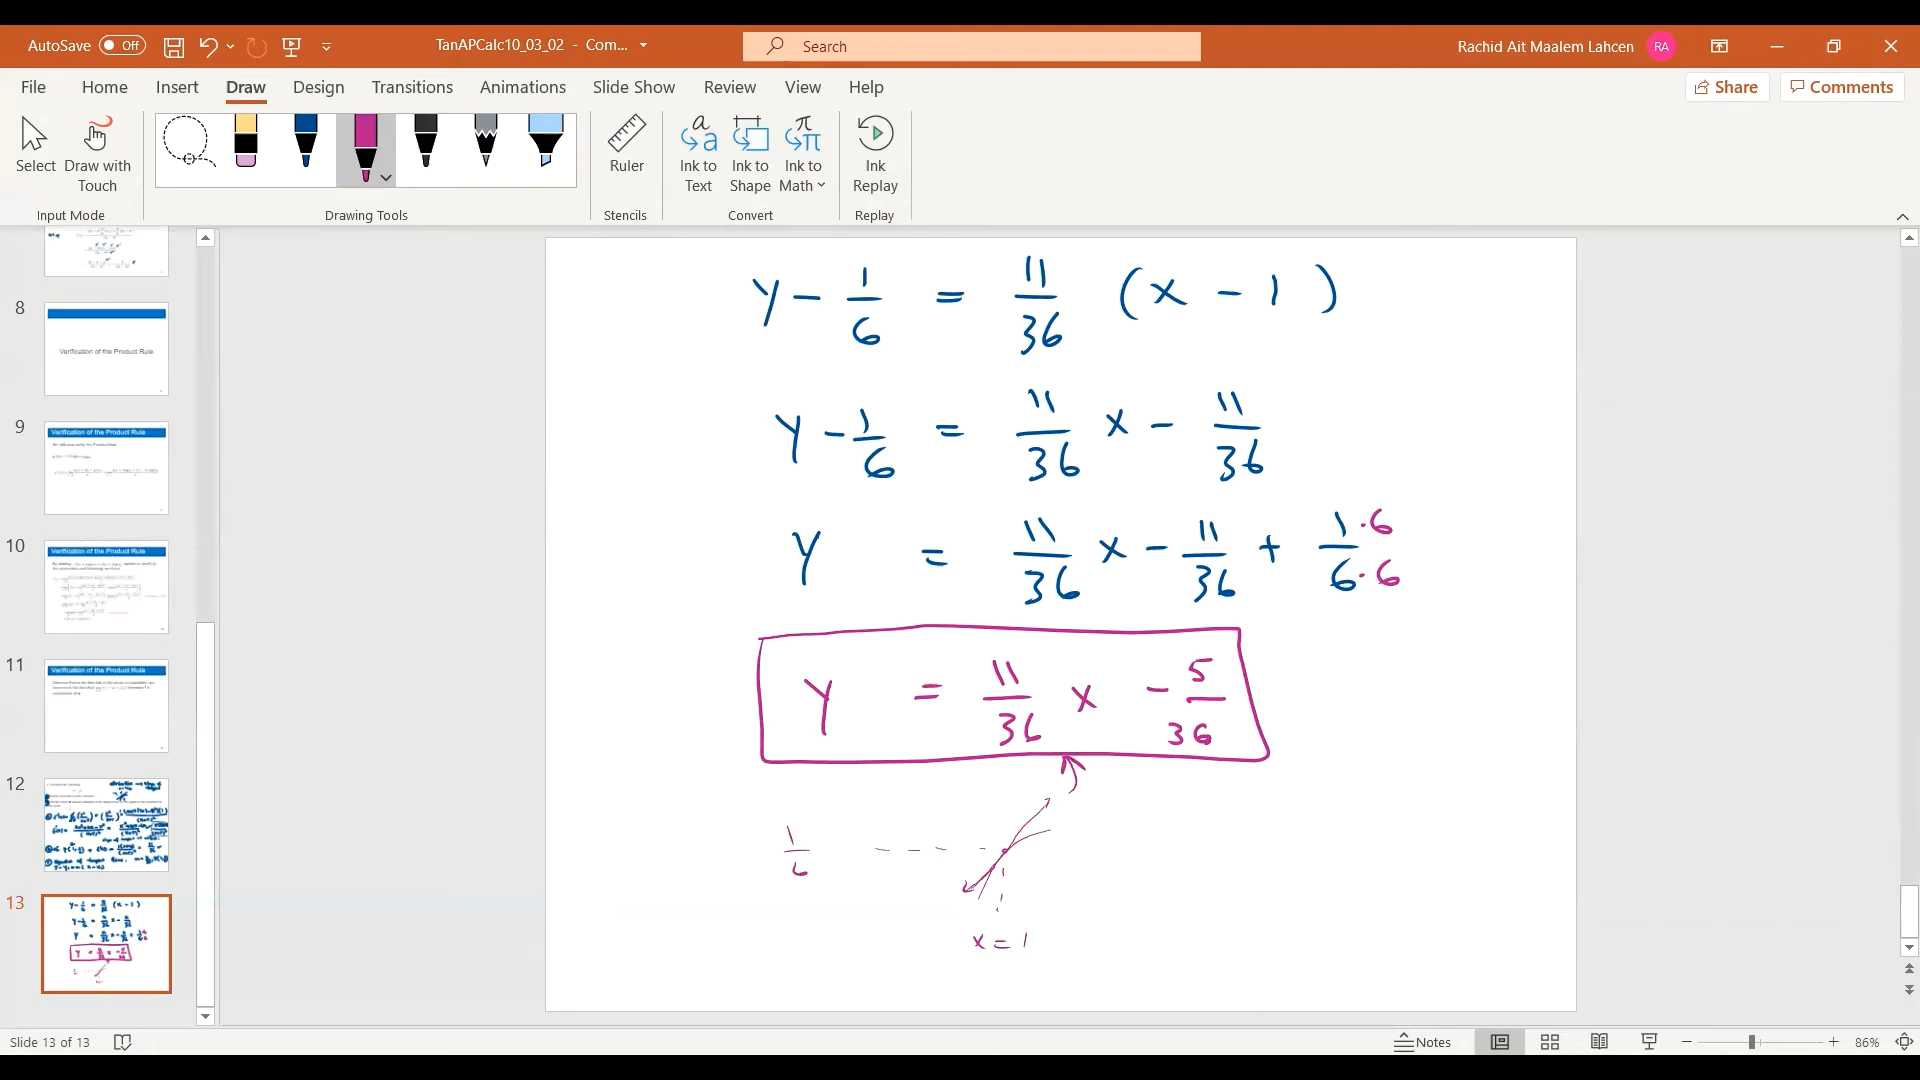 AutoSave Off TanAPCalc10_03_02 - Com... Search Rachid Ait Maalem Lahcen RA
File Home Insert Draw Design Transitions Animations Slide Show Review View Help Share Comments
Select Draw with Touch Ruler Ink to Text Ink to Shape Ink to Math Ink Replay
Input Mode Drawing Tools Stencils Convert Replay
8
Verification of the Product Rule
9
Verification of the Product Rule
10
Verification of the Product Rule
11
Verification of the Product Rule
12
13
y - 1/6 = 11/36 (x - 1)
y - 1/6 = 11/36 x - 11/36
y = 11/36 x - 11/36 + 1·6/6·6
y = 11/36 x - 5/36
1/6
x = 1
Slide 13 of 13 Notes 86%